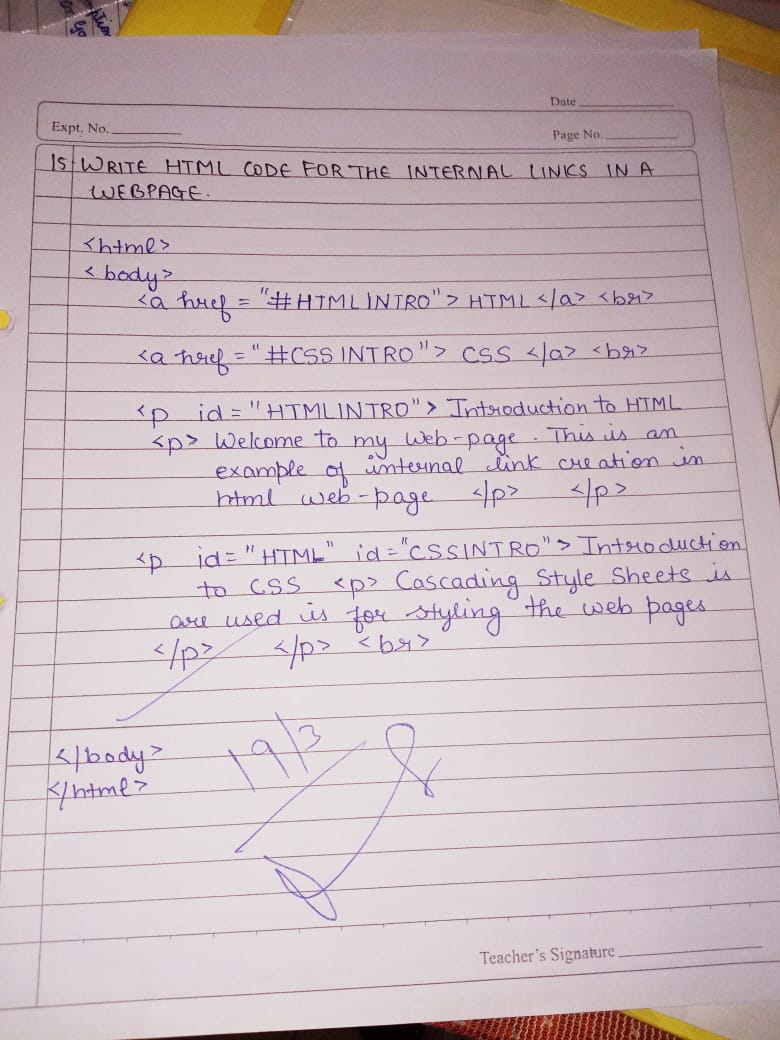 Date
Expt. No.
Page No.
15 WRITE HTML CODE FOR THE INTERNAL LINKS IN A
WEBPAGE.
<html>
<body>
<a href = "#HTMLINTRO"> HTML </a> <br>
<a href = "#CSSINTRO"> CSS </a> <br>
<p id = "HTMLINTRO"> Introduction to HTML
<p> Welcome to my web-page. This is an
example of internal link creation in
html web-page </p> </p>
<p id = "HTML" id = "CSSINTRO"> Introduction
to CSS <p> Cascading Style Sheets is
are used is for styling the web pages
</p> </p> <br>
</body>
</html>
19/3
Teacher's Signature